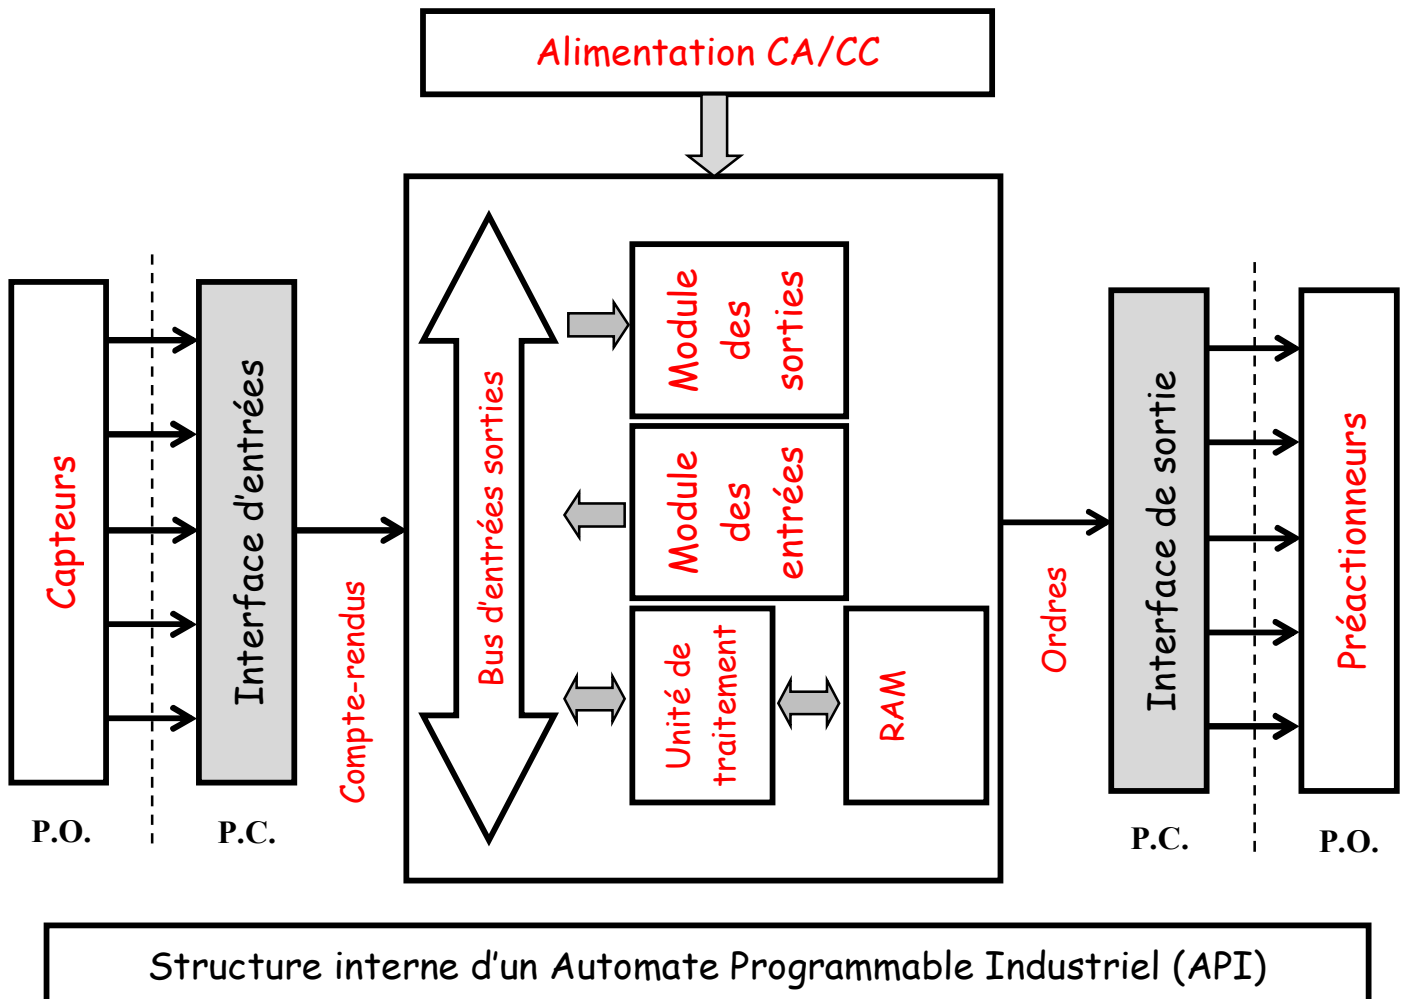 Alimentation CA/CC
Capteurs
Interface d'entrées
Compte-rendus
Bus d'entrées sorties
Module
des
sorties
Module
des
entrées
Unité de
traitement
RAM
Ordres
Interface de sortie
Préactionneurs
P.O.
P.C.
P.C.
P.O.
Structure interne d'un Automate Programmable Industriel (API)